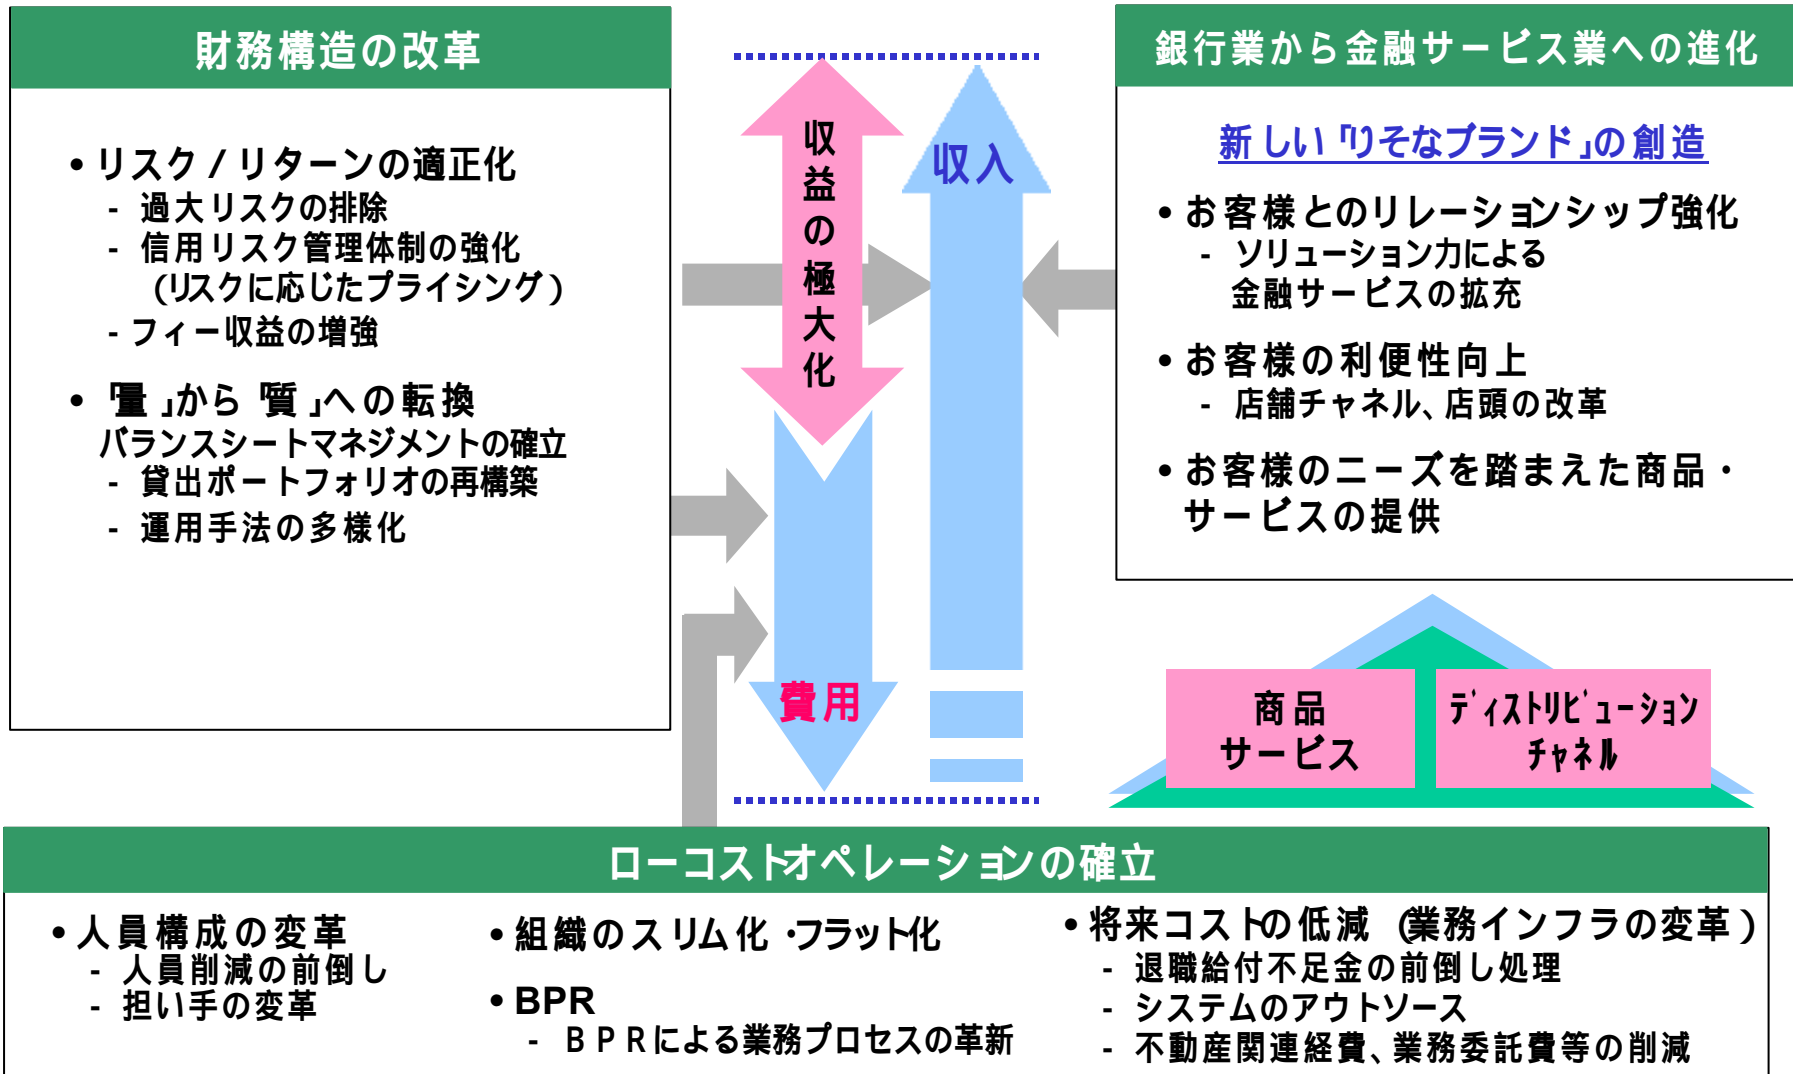 財務構造の改革
・リスク/リターンの適正化
- 過大リスクの排除
- 信用リスク管理体制の強化
(リスクに応じたプライシング)
-フィー収益の増強
・「量」から「質」への転換
バランスシートマネジメントの確立
- 貸出ポートフォリオの再構築
- 運用手法の多様化
収益の極大化
収入
費用
銀行業から金融サービス業への進化
新しい「りそなブランド」の創造
・お客様とのリレーションシップ強化
- ソリューション力による
金融サービスの拡充
・お客様の利便性向上
- 店舗チャネル、店頭の改革
・お客様のニーズを踏まえた商品・
サービスの提供
商品
サービス
ディストリビューション
チャネル
ローコストオペレーションの確立
・人員構成の変革
- 人員削減の前倒し
- 担い手の変革
・組織のスリム化・フラット化
・BPR
- BPRによる業務プロセスの革新
・将来コストの低減(業務インフラの変革)
- 退職給付不足金の前倒し処理
- システムのアウトソース
- 不動産関連経費、業務委託費等の削減